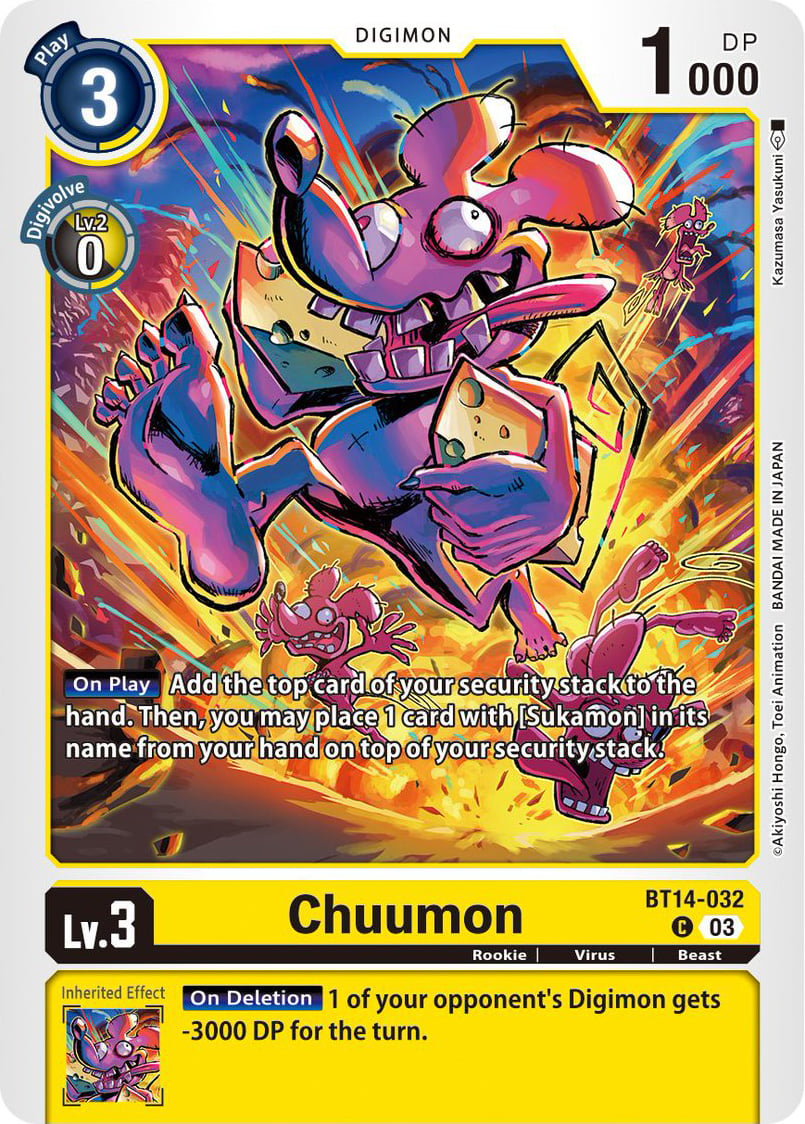 DIGIMON
Play
3
1000
DP
Digivolve
Lv.2
0
Kazumasa Yasukuni
On Play Add the top card of your security stack to the
hand. Then, you may place 1 card with [Sukamon] in its
name from your hand on top of your security stack.
©Akiyoshi Hongo, Toei Animation BANDAI MADE IN JAPAN
Lv.3
Chuumon
BT14-032
C 03
Rookie | Virus | Beast
Inherited Effect
On Deletion 1 of your opponent's Digimon gets
-3000 DP for the turn.